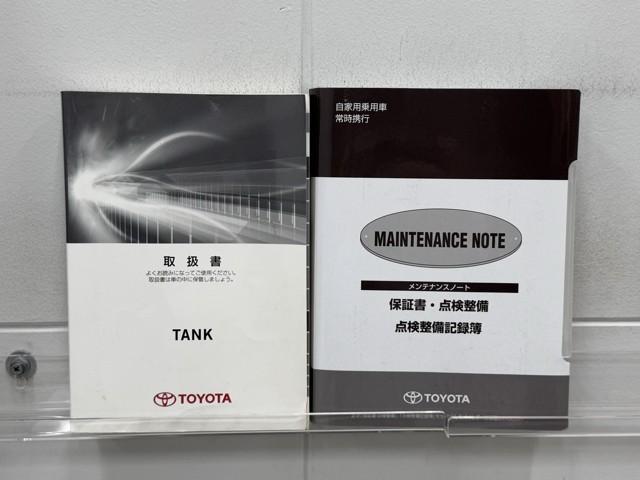 取扱書
よくお読みになってご使用ください。
取扱書は車の中に保管しましょう。
TANK
TOYOTA
自家用乗用車
常時携行
MAINTENANCE NOTE
メンテナンスノート
保証書・点検整備
点検整備記録簿
TOYOTA